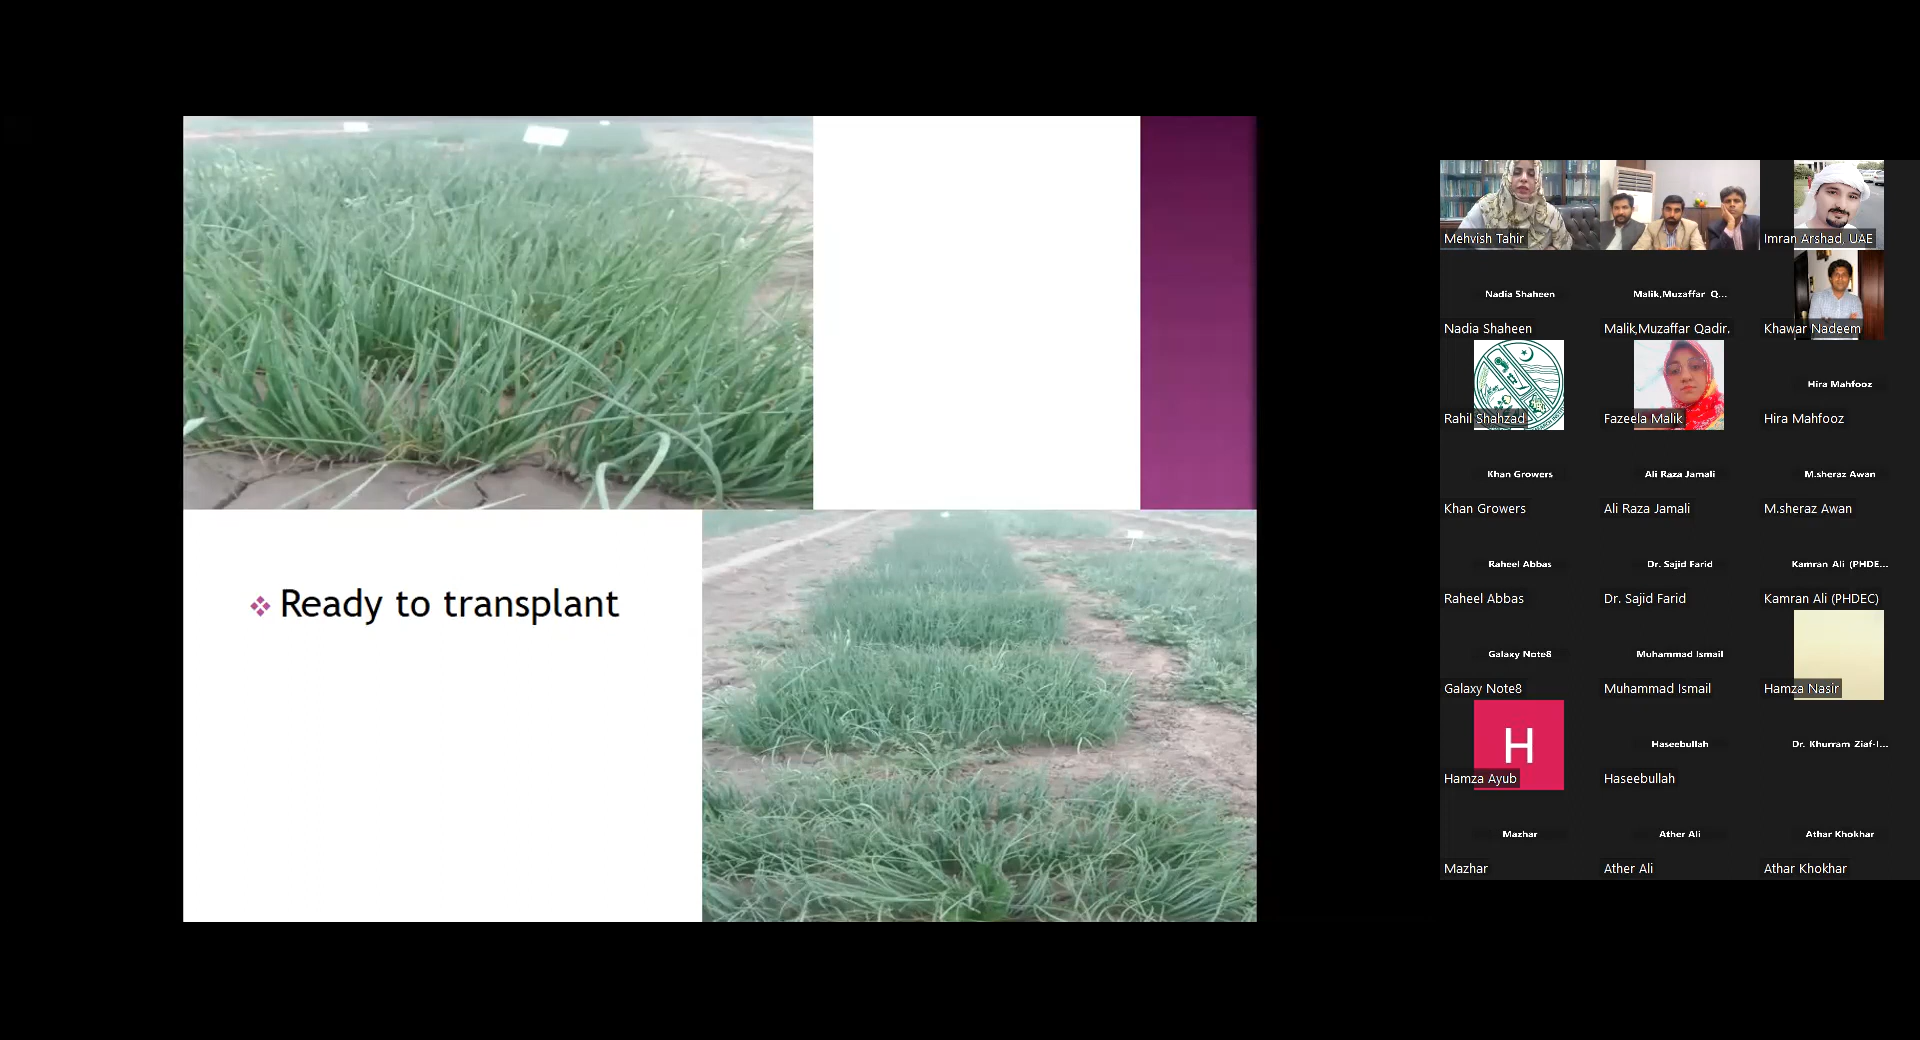 ❖ Ready to transplant
Mehvish Tahir
Imran Arshad, UAE
Nadia Shaheen
Nadia Shaheen
Malik,Muzaffar Q...
Malik,Muzaffar Qadir.
Khawar Nadeem
Rahil Shahzad
Fazeela Malik
Hira Mahfooz
Hira Mahfooz
Khan Growers
Khan Growers
Ali Raza Jamali
Ali Raza Jamali
M.sheraz Awan
M.sheraz Awan
Raheel Abbas
Raheel Abbas
Dr. Sajid Farid
Dr. Sajid Farid
Kamran Ali (PHDE...
Kamran Ali (PHDEC)
Galaxy Note8
Galaxy Note8
Muhammad Ismail
Muhammad Ismail
Hamza Nasir
H
Hamza Ayub
Haseebullah
Haseebullah
Dr. Khurram Ziaf-I...
Mazhar
Mazhar
Ather Ali
Ather Ali
Athar Khokhar
Athar Khokhar